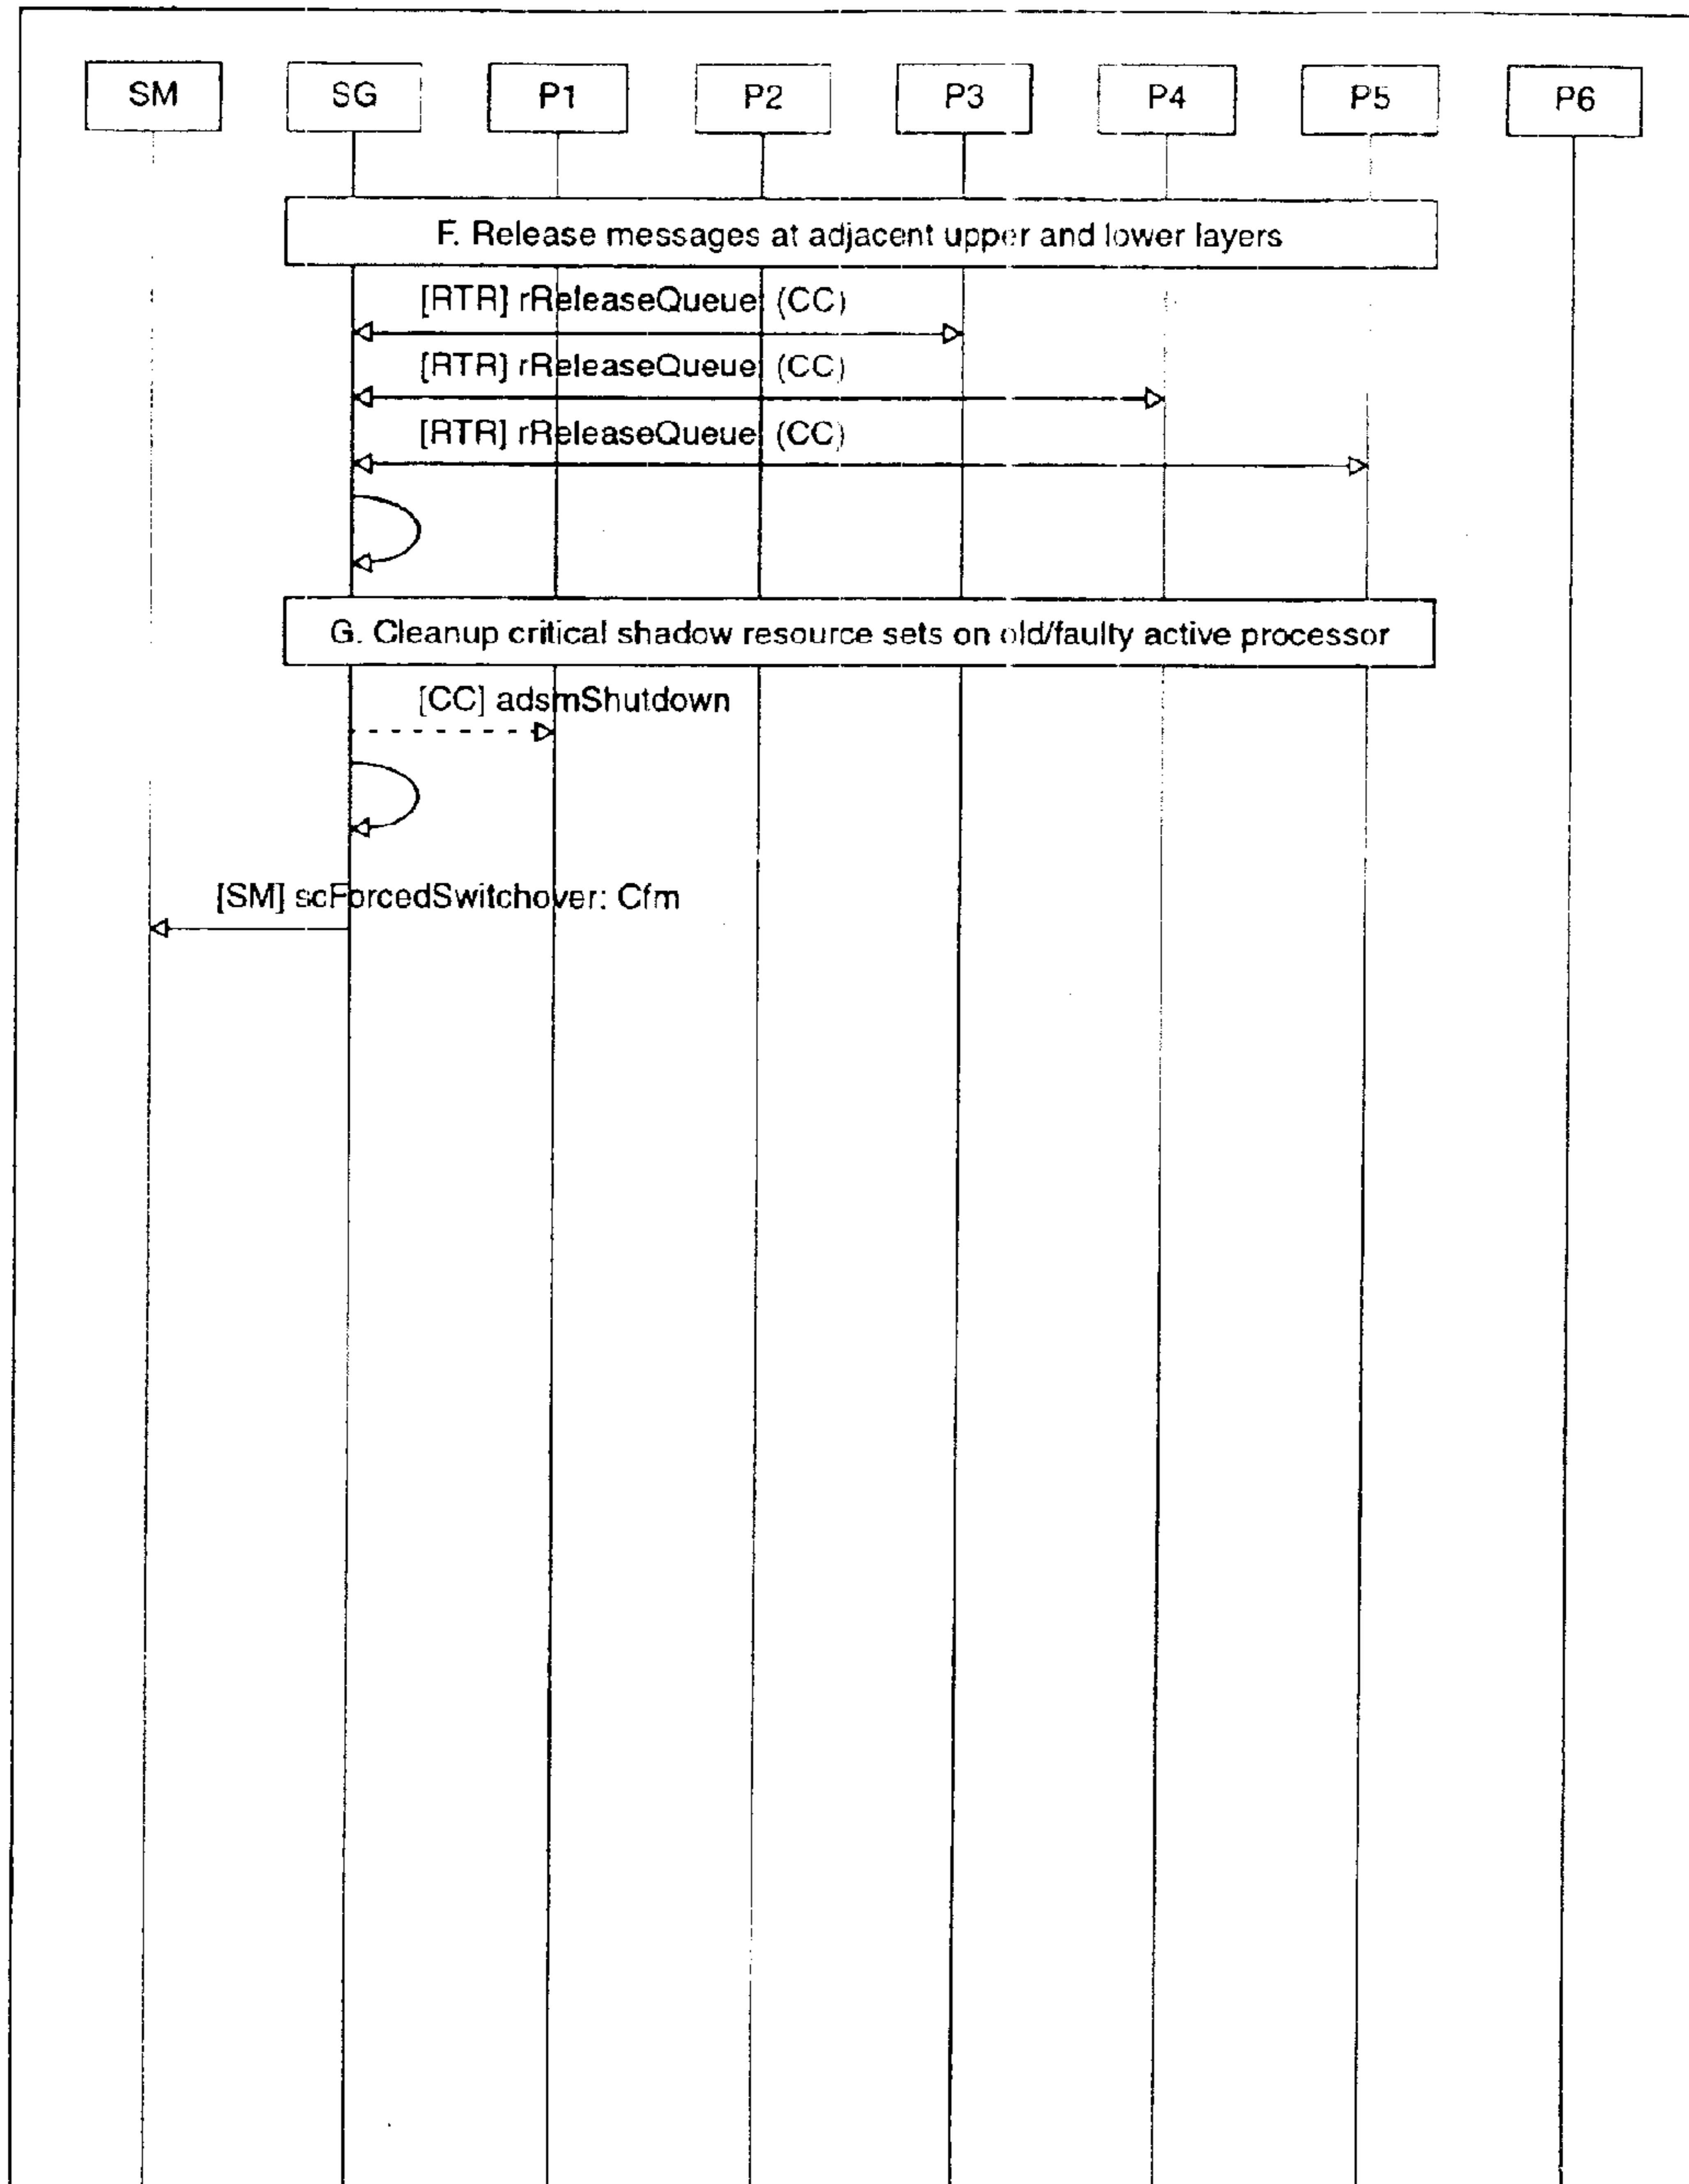 SM SG P1 P2 P3 P4 P5 P6
F. Release messages at adjacent upper and lower layers
[RTR] rReleaseQueue (CC)
[RTR] rReleaseQueue (CC)
[RTR] rReleaseQueue (CC)
G. Cleanup critical shadow resource sets on old/faulty active processor
[CC] adsmShutdown
[SM] scForcedSwitchover: Cfm